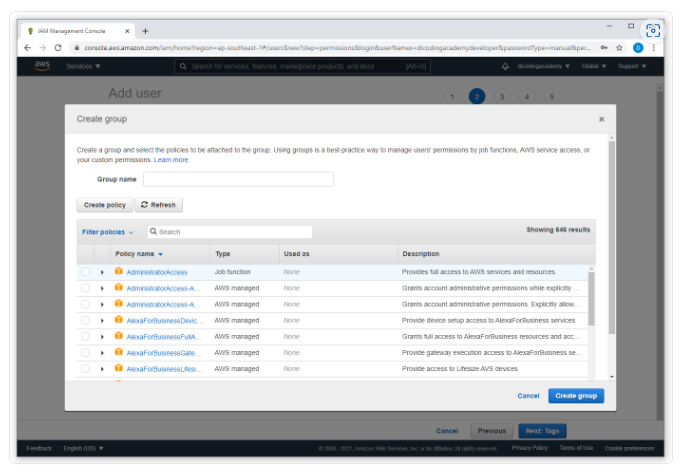 IAM Management Console
console.aws.amazon.com/iam/home?region=ap-southeast-1#/users$new?step=permissions&login&userNames=dicodingacademydeveloper&passwordType=manual&per...
aws
Services
Search for services, features, marketplace products, and docs
[Alt+S]
dicodingacademy
Global
Support
Add user
1 2 3 4 5
Create group
Create a group and select the policies to be attached to the group. Using groups is a best-practice way to manage users' permissions by job functions, AWS service access, or
your custom permissions. Learn more
Group name
Create policy Refresh
Filter policies Search Showing 646 results
Policy name Type Used as Description
AdministratorAccess Job function None Provides full access to AWS services and resources.
AdministratorAccess-A... AWS managed None Grants account administrative permissions while explicitly ...
AdministratorAccess-A... AWS managed None Grants account administrative permissions. Explicitly allow...
AlexaForBusinessDevic... AWS managed None Provide device setup access to AlexaForBusiness services
AlexaForBusinessFullA... AWS managed None Grants full access to AlexaForBusiness resources and acc...
AlexaForBusinessGate... AWS managed None Provide gateway execution access to AlexaForBusiness se...
AlexaForBusinessLifesi... AWS managed None Provide access to Lifesize AVS devices
Cancel Create group
Cancel Previous Next: Tags
Feedback English (US) © 2008 - 2021, Amazon Web Services, Inc. or its affiliates. All rights reserved. Privacy Policy Terms of Use Cookie preferences